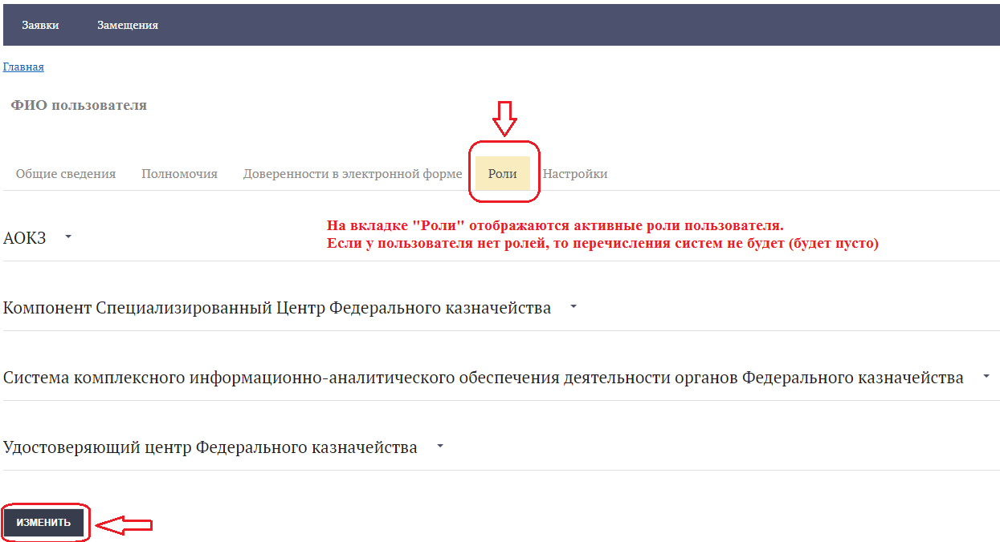 Заявки Замещения
Главная
ФИО пользователя
Общие сведения Полномочия Доверенности в электронной форме Роли Настройки
На вкладке "Роли" отображаются активные роли пользователя.
АОКЗ
Если у пользователя нет ролей, то перечисления систем не будет (будет пусто)
Компонент Специализированный Центр Федерального казначейства
Система комплексного информационно-аналитического обеспечения деятельности органов Федерального казначейства
Удостоверяющий центр Федерального казначейства
ИЗМЕНИТЬ